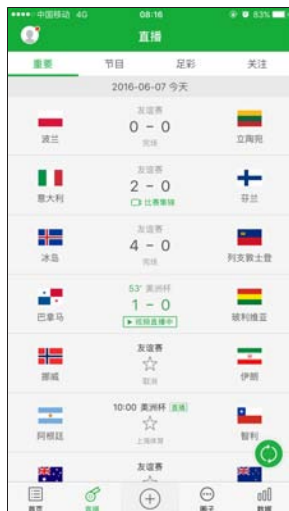 中国移动 4G 08:16 83%
直播
重要 节目 足彩 关注
2016-06-07 今天
友谊赛
波兰 0 - 0 立陶宛
完场
友谊赛
意大利 2 - 0 芬兰
比赛集锦
友谊赛
冰岛 4 - 0 列支敦士登
完场
53' 美洲杯
巴拿马 1 - 0 玻利维亚
视频直播中
友谊赛
挪威 伊朗
取消
10:00 美洲杯 直播
阿根廷 智利
上海体育
友谊赛
首页 直播 圈子 数据